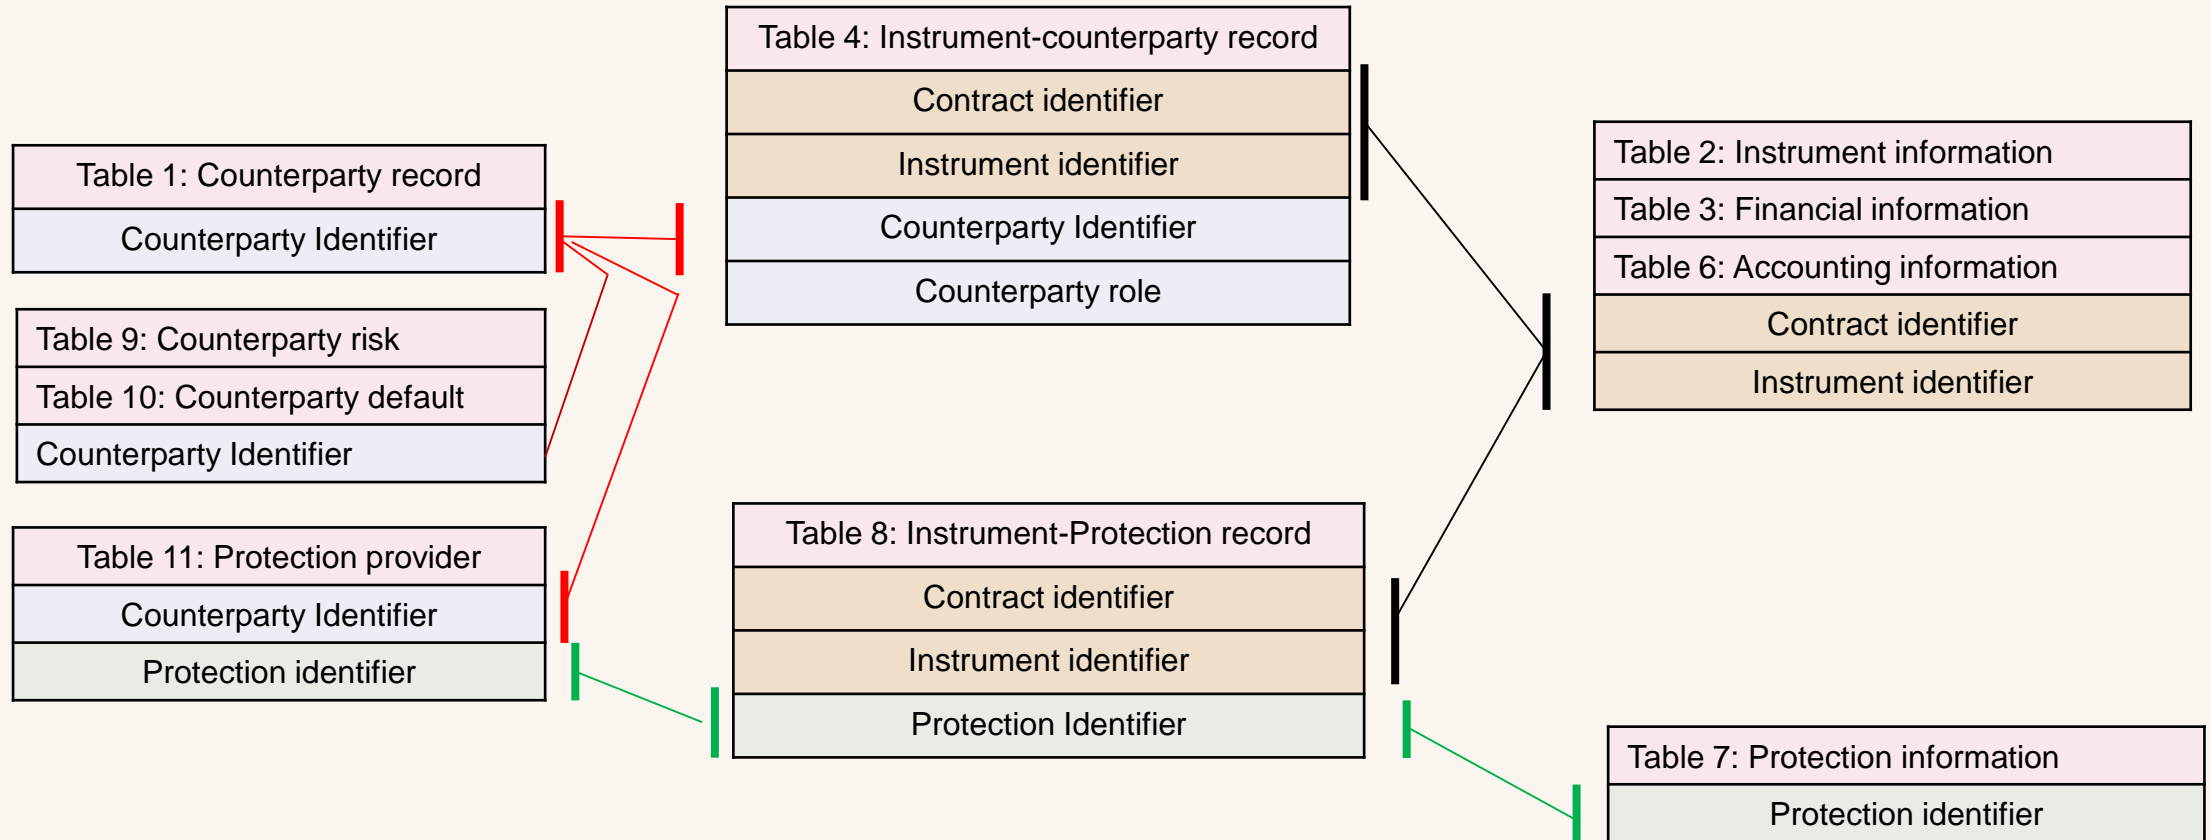 Table 4: Instrument-counterparty record
Contract identifier
Instrument identifier
Counterparty Identifier
Counterparty role
Table 1: Counterparty record
Counterparty Identifier
Table 9: Counterparty risk
Table 10: Counterparty default
Counterparty Identifier
Table 11: Protection provider
Counterparty Identifier
Protection identifier
Table 8: Instrument-Protection record
Contract identifier
Instrument identifier
Protection Identifier
Table 2: Instrument information
Table 3: Financial information
Table 6: Accounting information
Contract identifier
Instrument identifier
Table 7: Protection information
Protection identifier